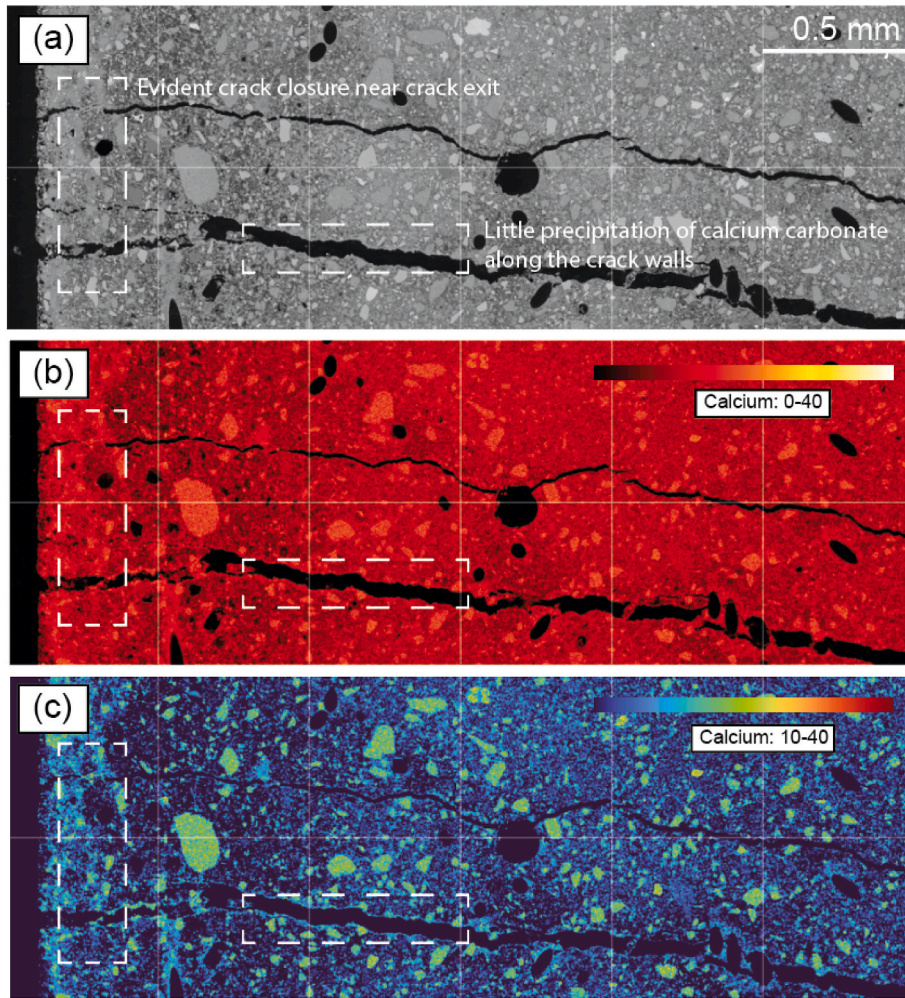 (a)
0.5 mm
Evident crack closure near crack exit
Little precipitation of calcium carbonate
along the crack walls
(b)
Calcium: 0-40
(c)
Calcium: 10-40